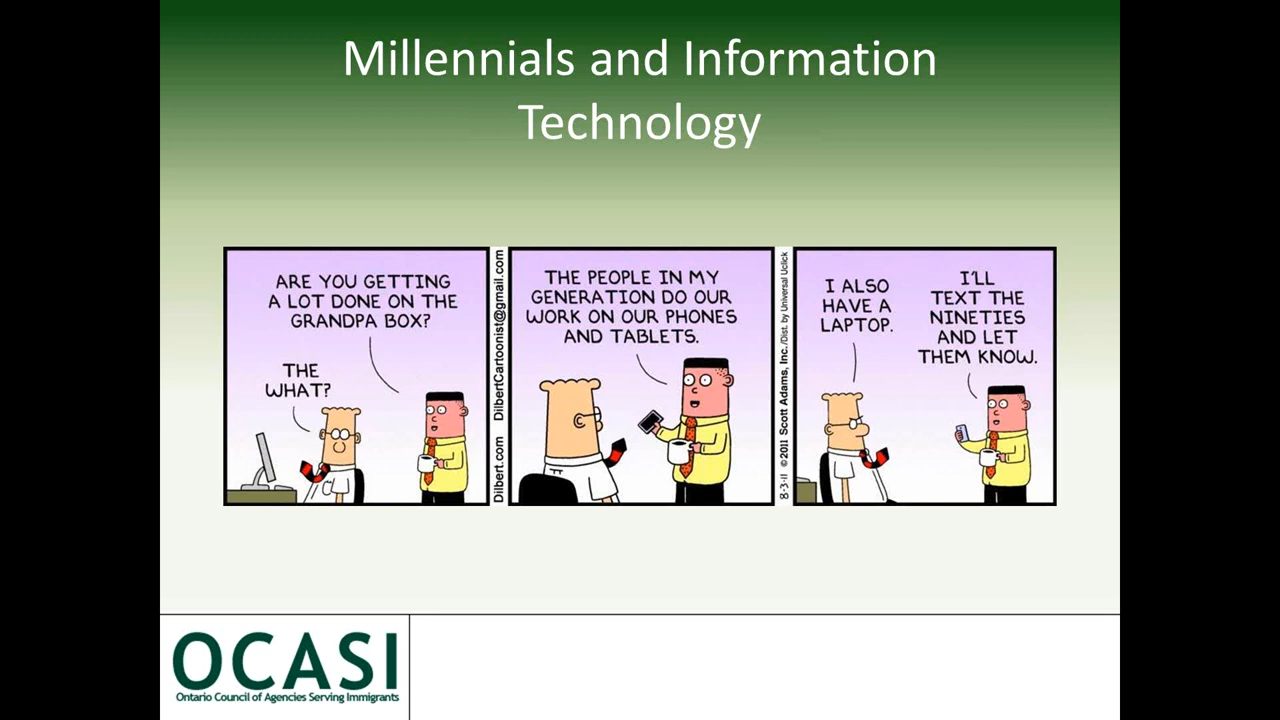 Millennials and Information
Technology
ARE YOU GETTING
A LOT DONE ON THE
GRANDPA BOX?
THE
WHAT?
Dilbert.com DilbertCartoonist@gmail.com
THE PEOPLE IN MY
GENERATION DO OUR
WORK ON OUR PHONES
AND TABLETS.
8-3-11 ©2011 Scott Adams, Inc./Dist. by Universal Uclick
I ALSO
HAVE A
LAPTOP.
I'LL
TEXT THE
NINETIES
AND LET
THEM KNOW.
OCASI
Ontario Council of Agencies Serving Immigrants